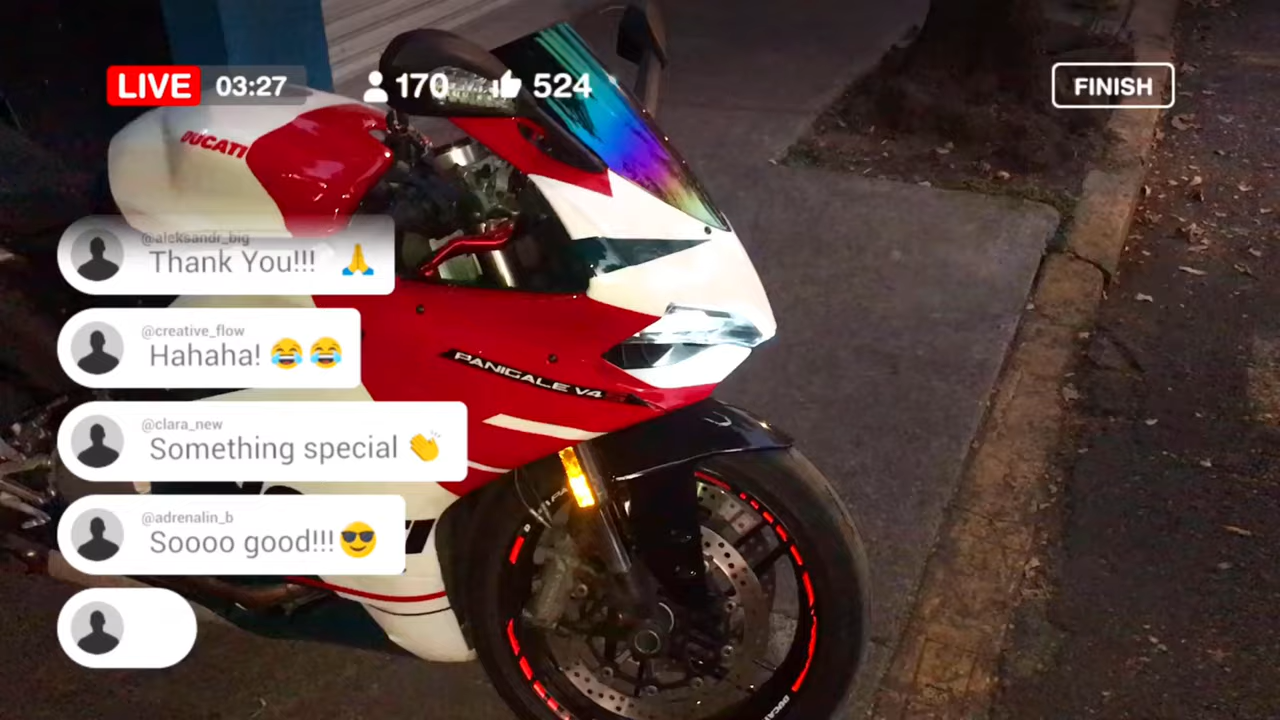 LIVE 03:27 170 524 FINISH
DUCATI
@aleksandr_big
Thank You!!! 🙏
@creative_flow
Hahaha! 😂😂
PANIGALE V4
@clara_new
Something special 👏
@adrenalin_b
Soooo good!!! 😎